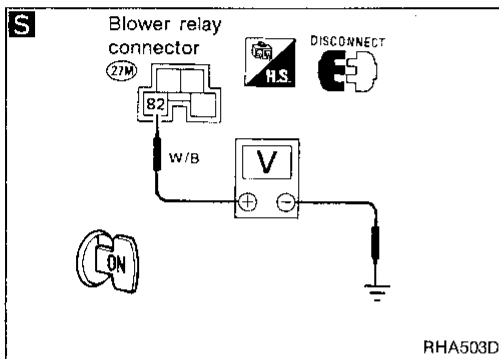 S
Blower relay
connector
27M
H.S.
DISCONNECT
82
W/B
V
+ -
ON
RHA503D